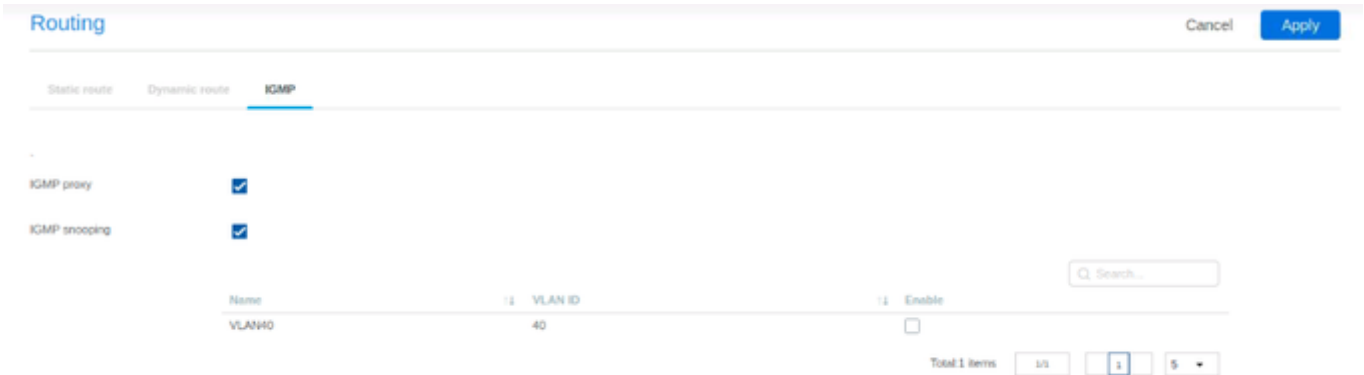 Routing
Cancel
Apply
Static route
Dynamic route
IGMP
IGMP proxy
IGMP snooping
Search...
Name
VLAN ID
Enable
VLAN40
40
Total:1 items
1/1
1
5